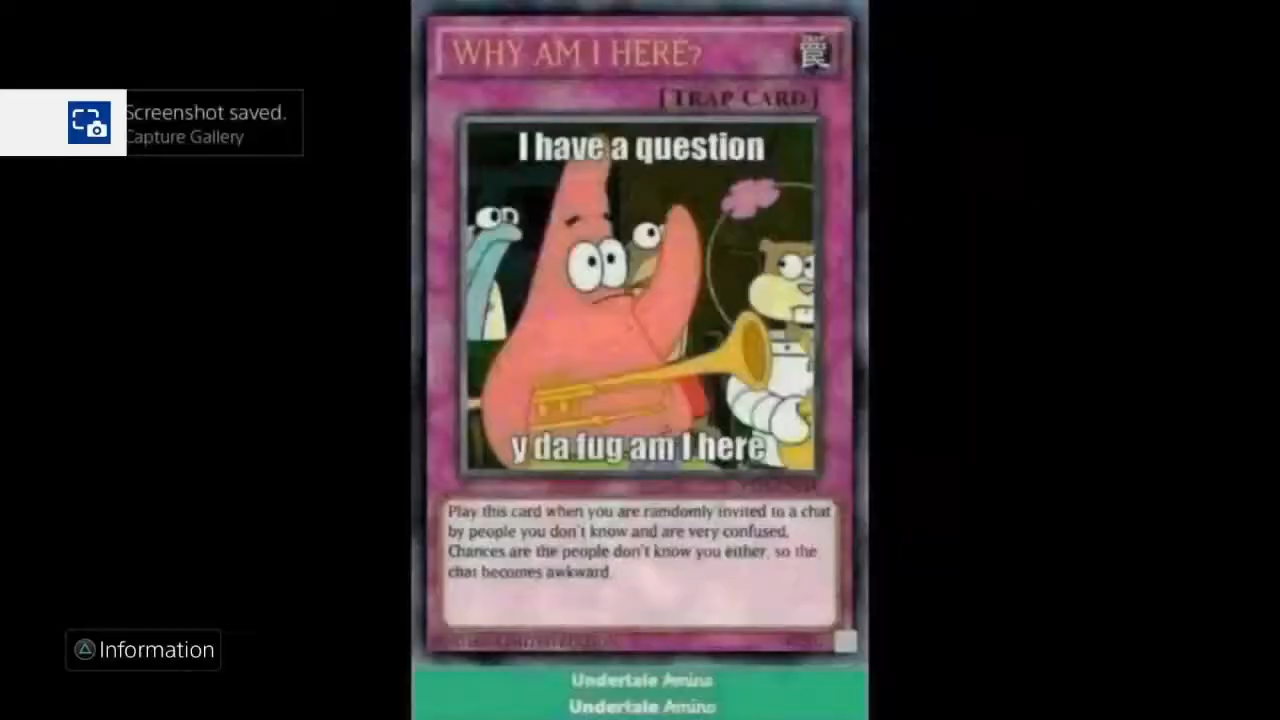 WHY AM I HERE?
[TRAP CARD]
Screenshot saved.
Capture Gallery
I have a question
y da fug am I here
Play this card when you are ramdomly invited to a chat
by people you don't know and are very confused.
Chances are the people don't know you either, so the
chat becomes awkward.
Information
Undertale Amino
Undertale Amino